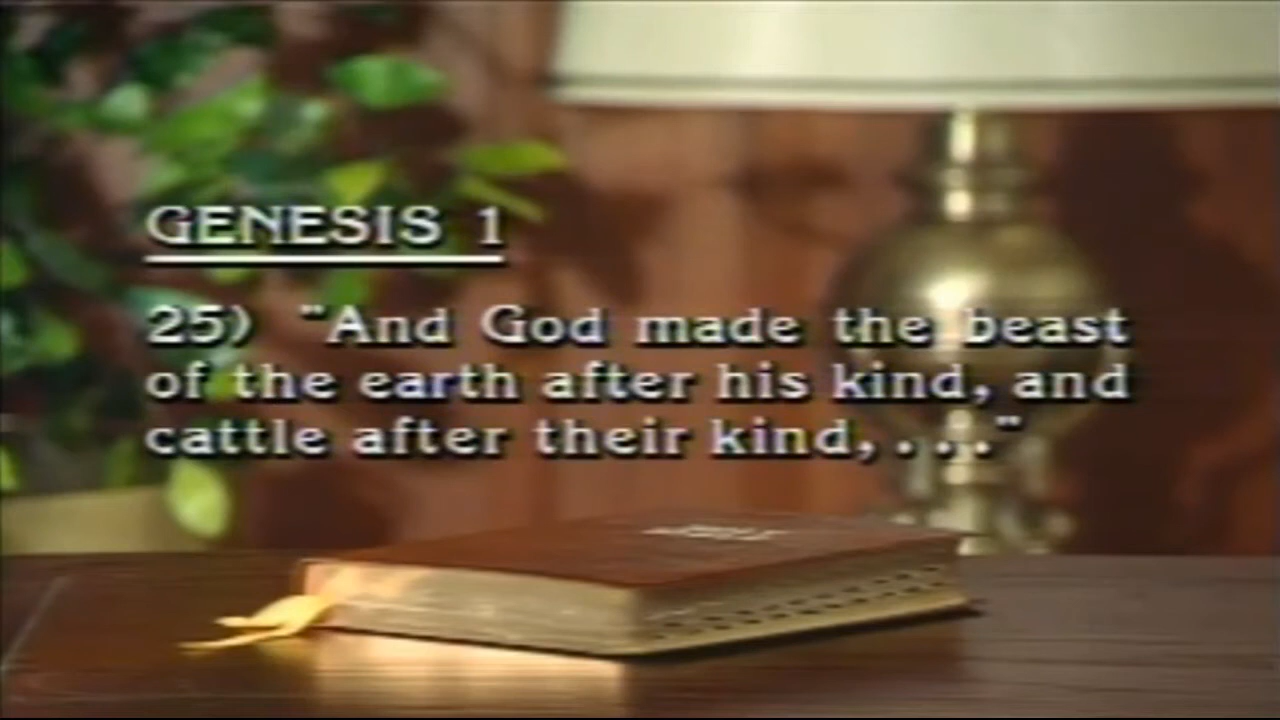 GENESIS 1
25) "And God made the beast
of the earth after his kind, and
cattle after their kind, . . ."